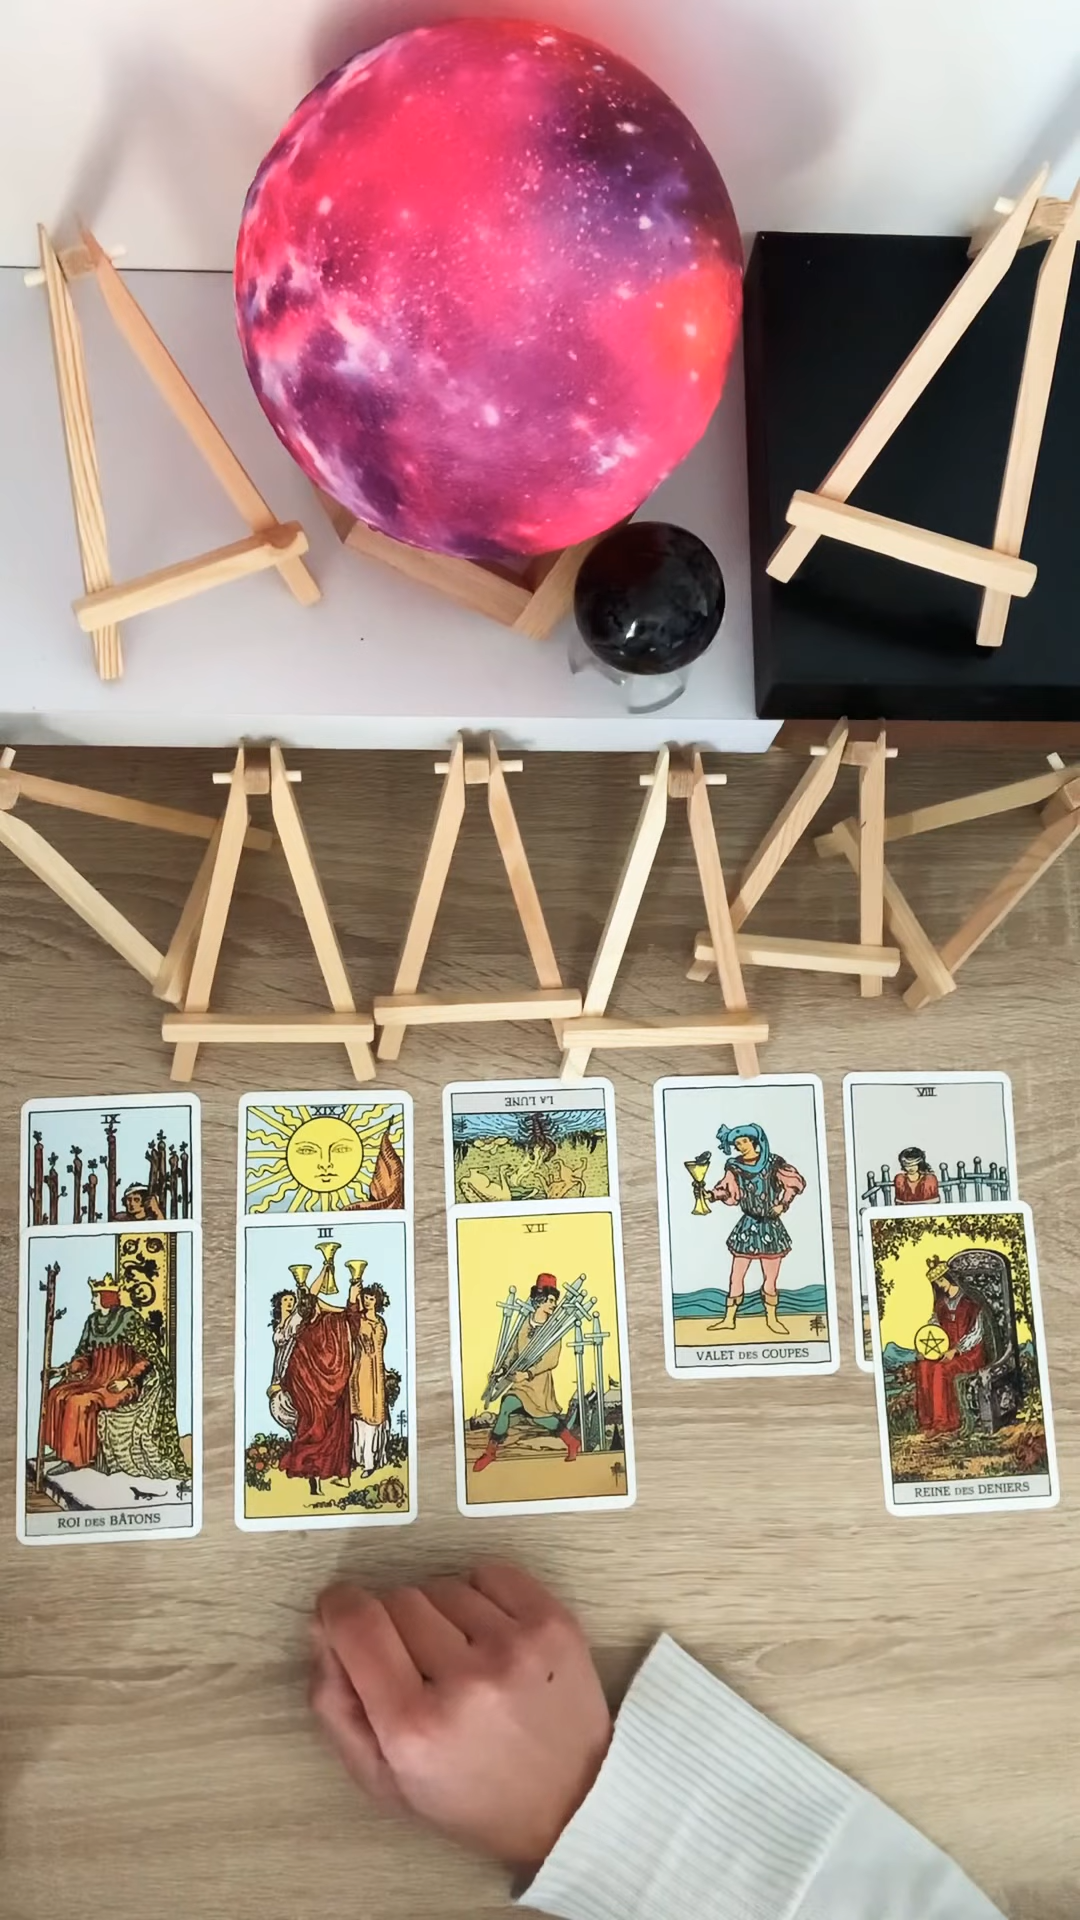 IX
XIX
LA LUNE
VIII
III
VII
VALET DES COUPES
ROI DES BÂTONS
REINE DES DENIERS